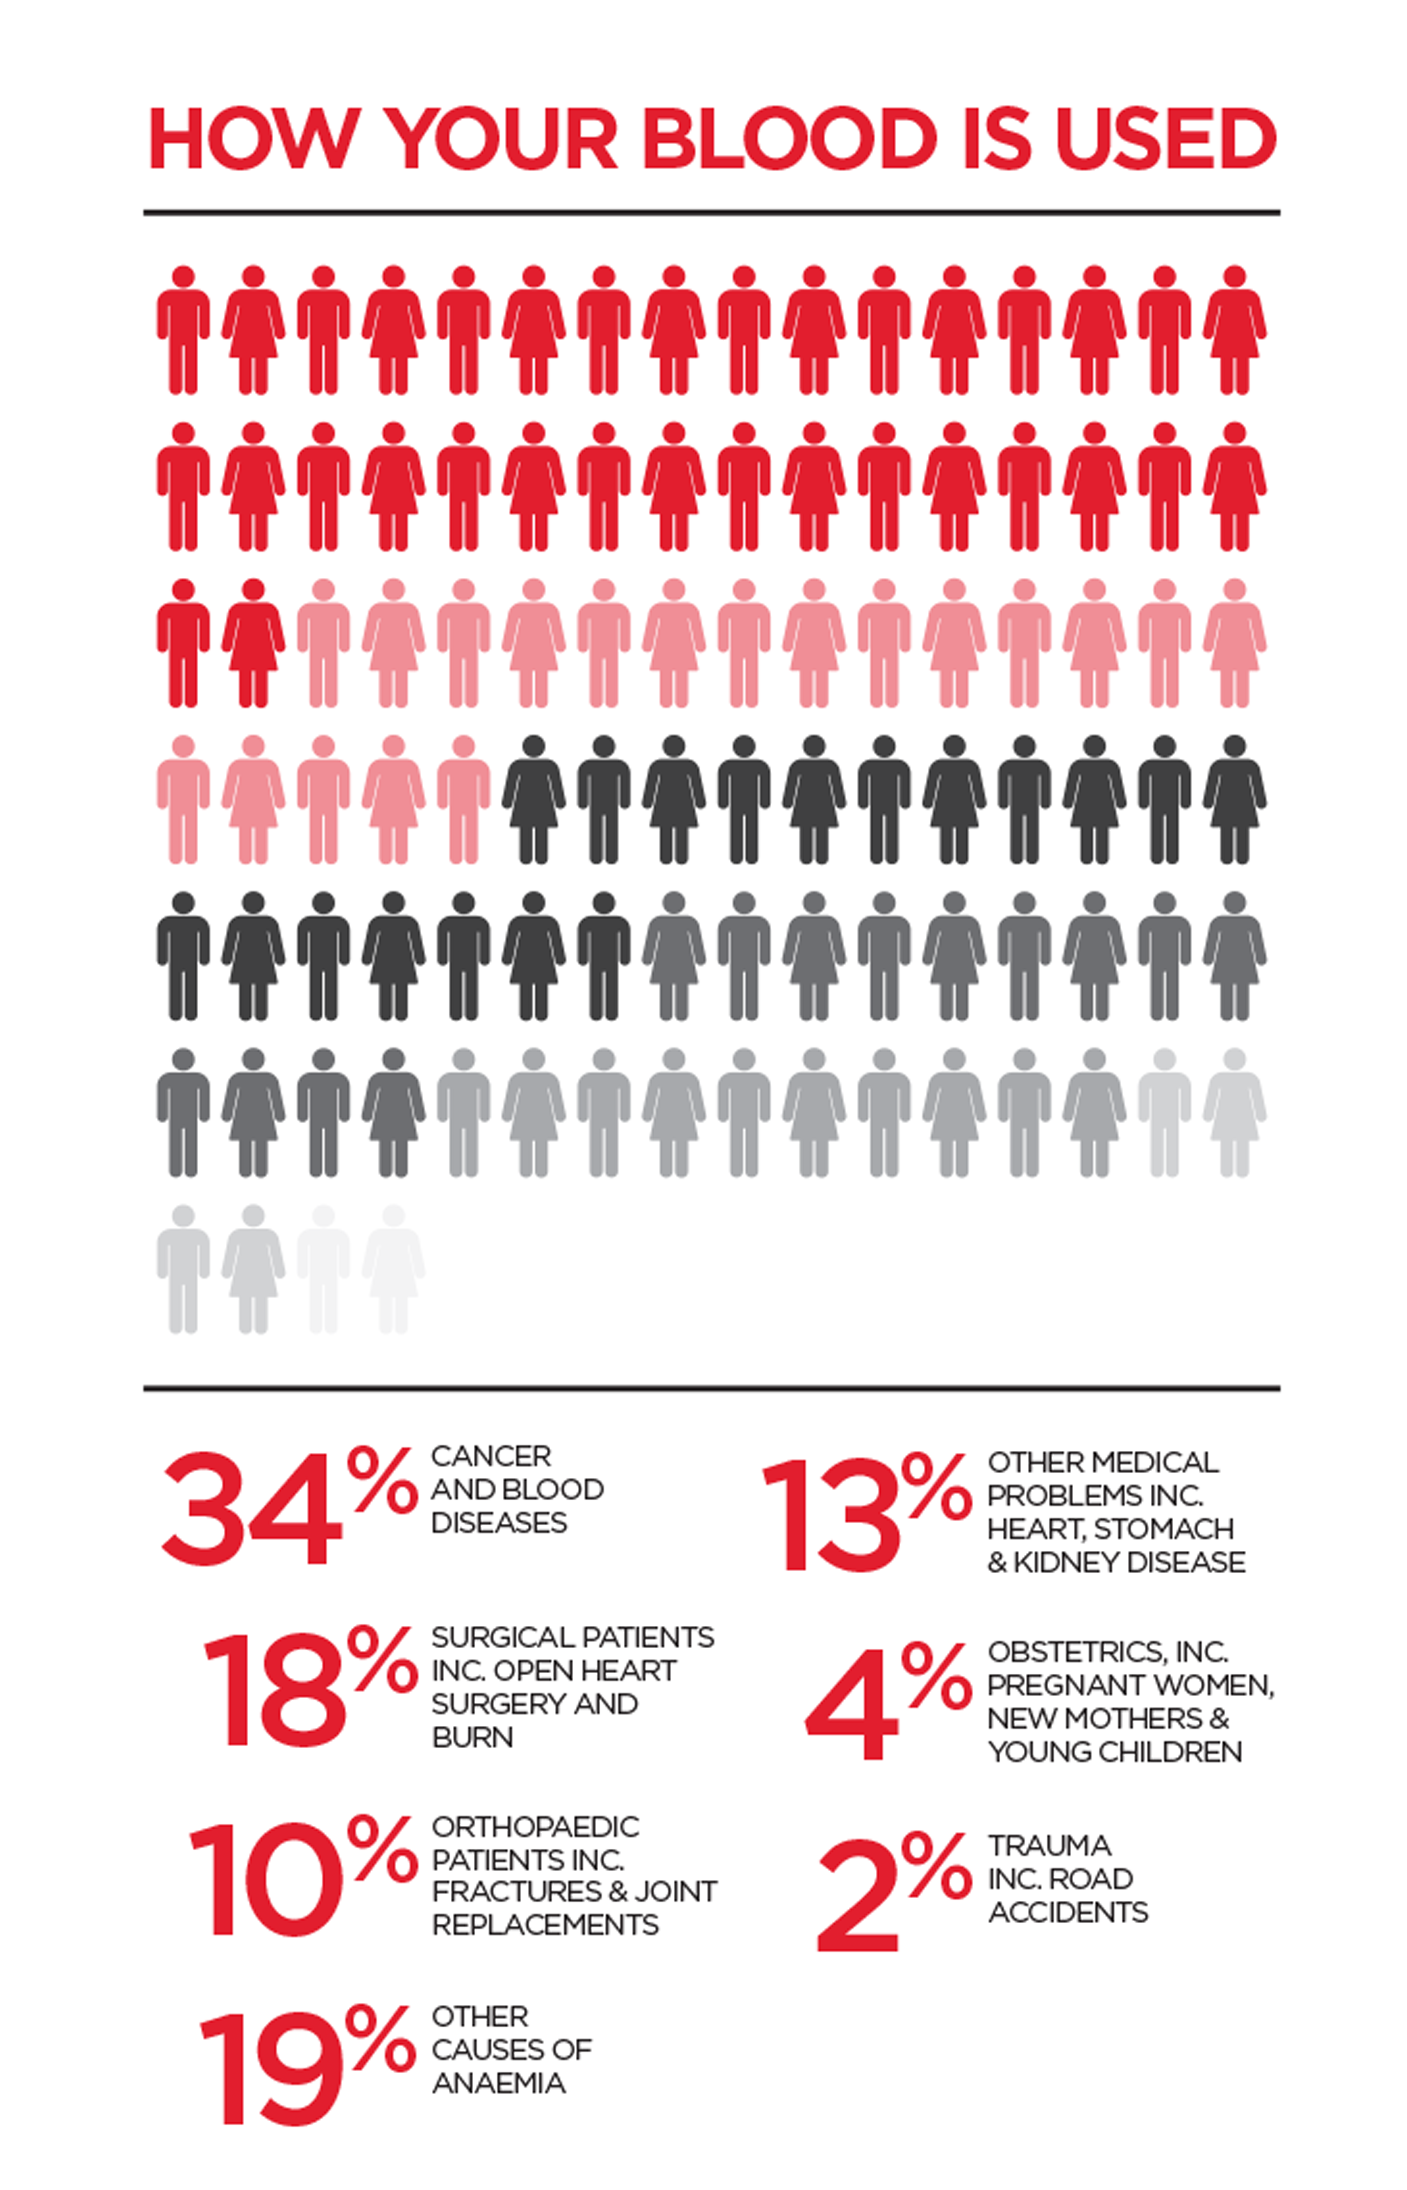 HOW YOUR BLOOD IS USED
34%
CANCER
AND BLOOD
DISEASES
18%
SURGICAL PATIENTS
INC. OPEN HEART
SURGERY AND
BURN
10%
ORTHOPAEDIC
PATIENTS INC.
FRACTURES & JOINT
REPLACEMENTS
19%
OTHER
CAUSES OF
ANAEMIA
13%
OTHER MEDICAL
PROBLEMS INC.
HEART, STOMACH
& KIDNEY DISEASE
4%
OBSTETRICS, INC.
PREGNANT WOMEN,
NEW MOTHERS &
YOUNG CHILDREN
2%
TRAUMA
INC. ROAD
ACCIDENTS